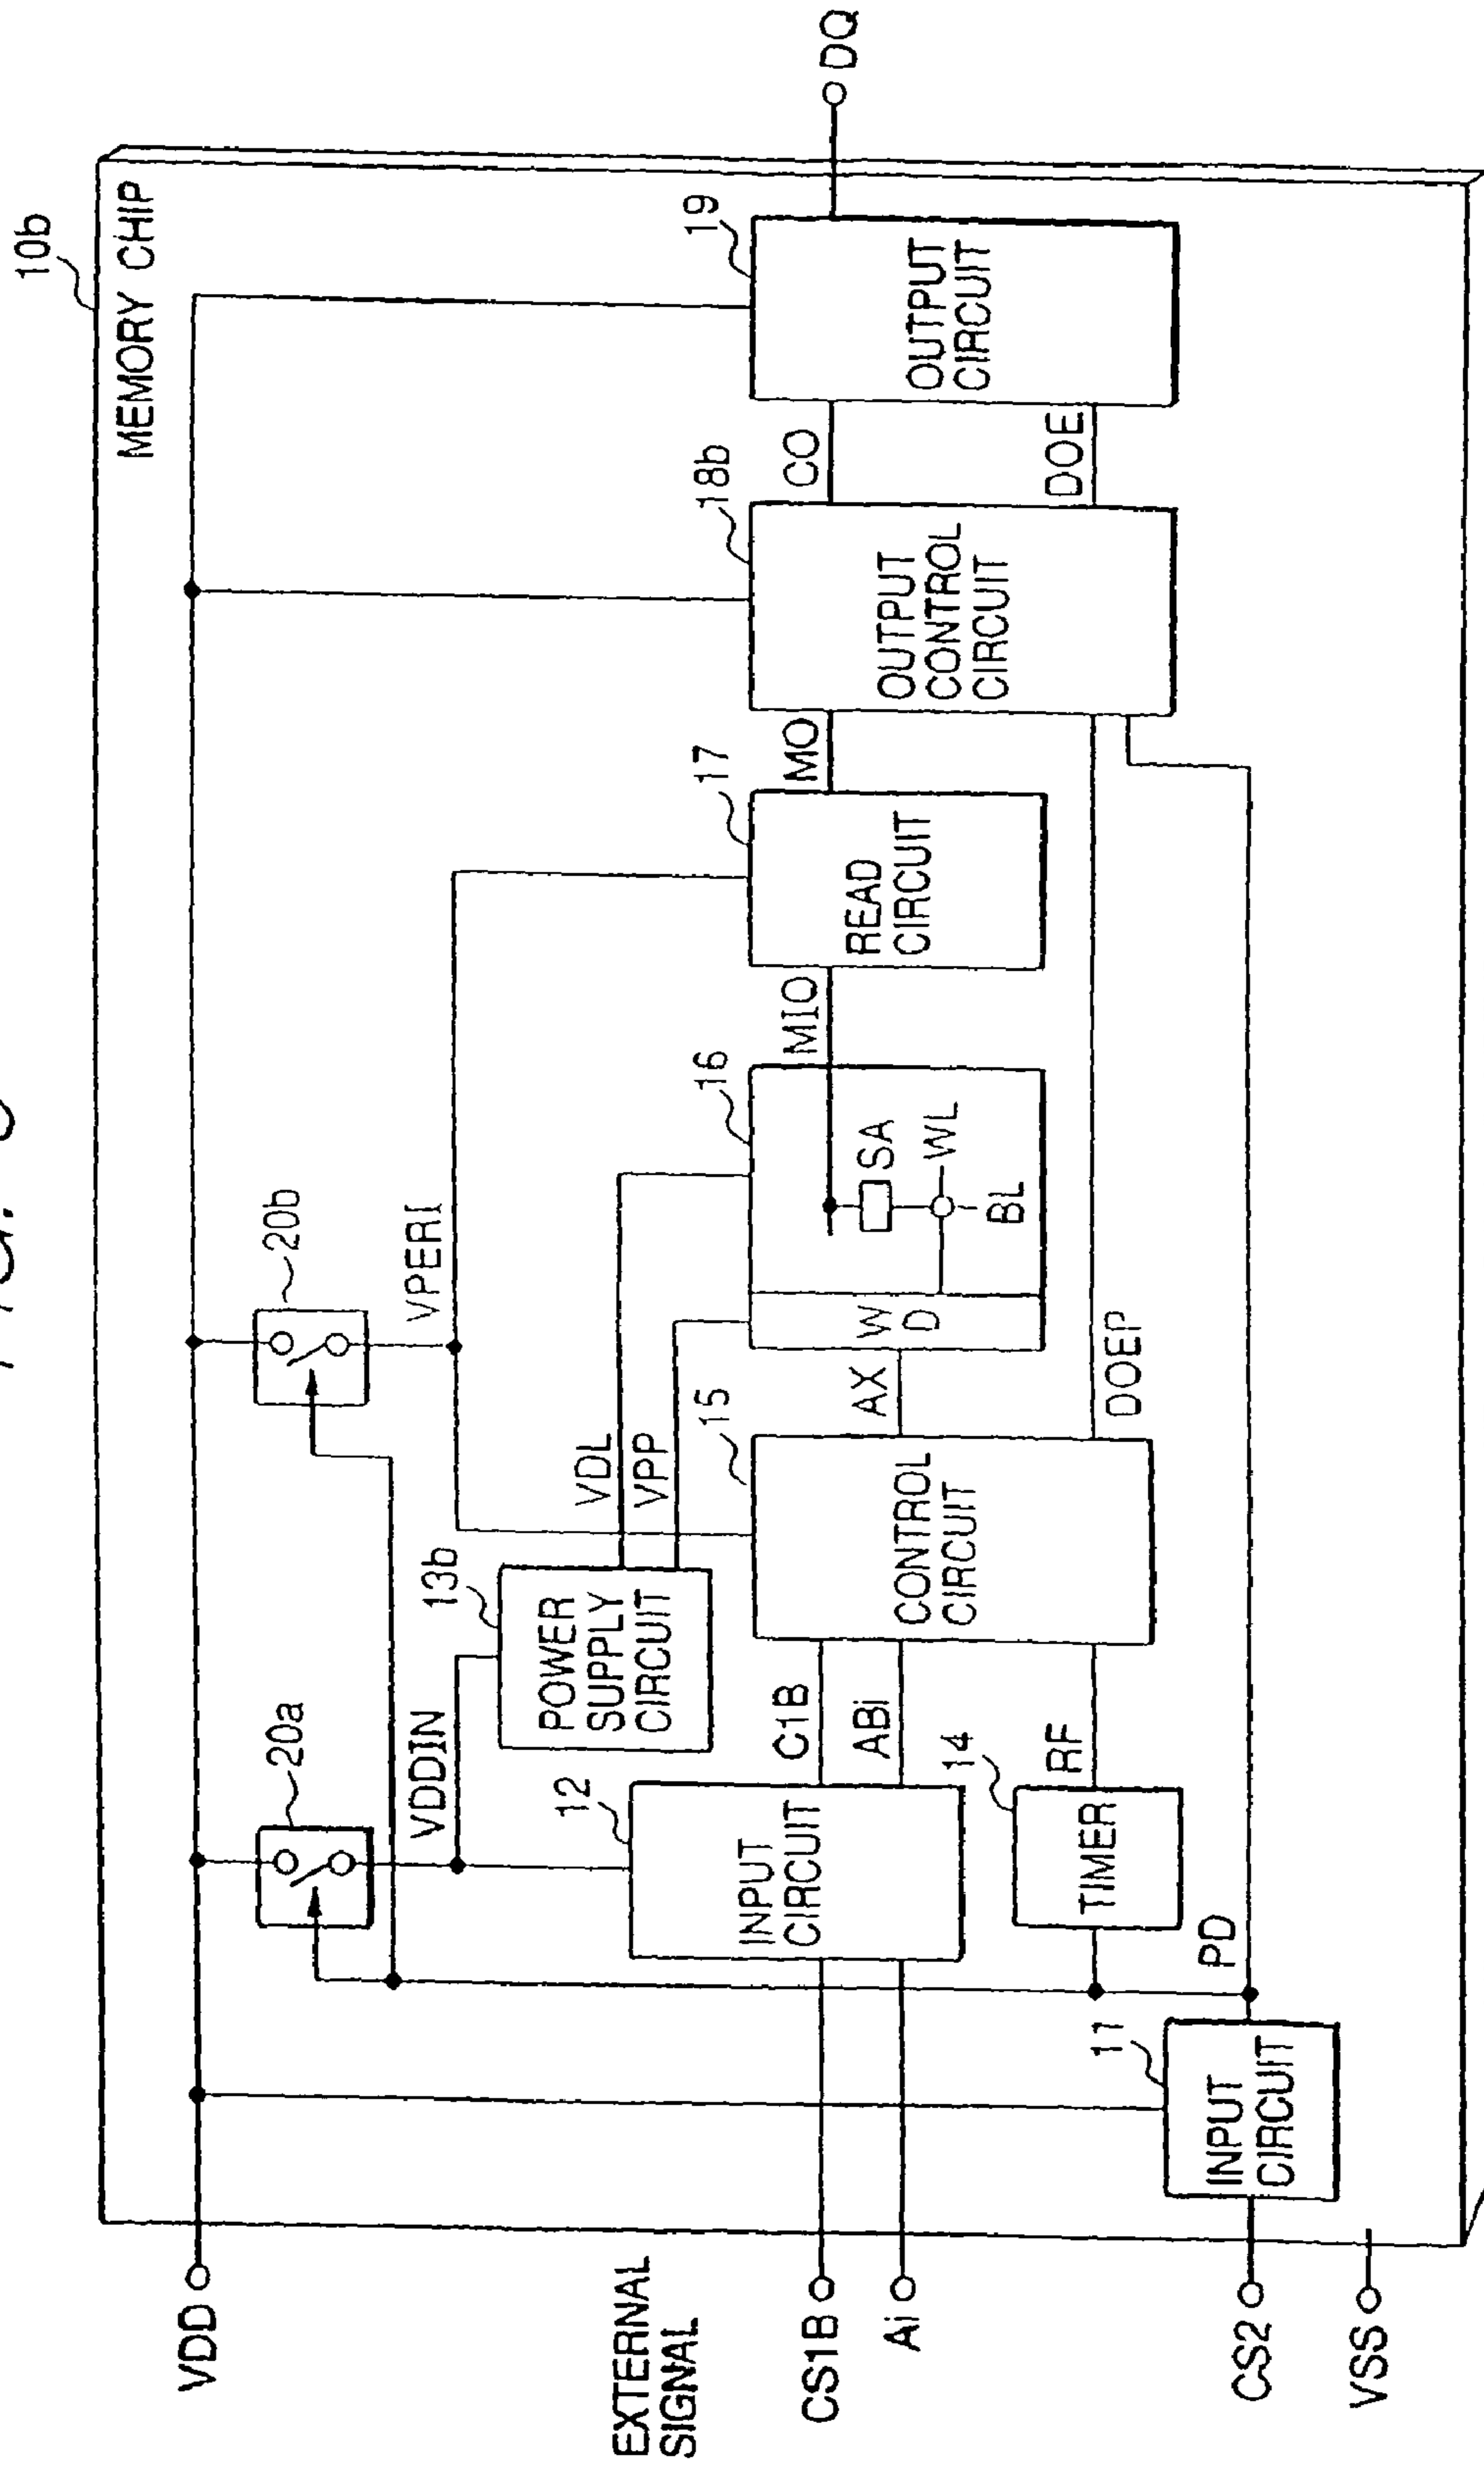 10b
MEMORY CHIP
VDD
20a
20b
VDDIN
VPERI
13b
POWER
SUPPLY
CIRCUIT
VDL
VPP
EXTERNAL
SIGNAL
CS1B
Ai
12
INPUT
CIRCUIT
C1B
ABi
15
CONTROL
CIRCUIT
AX
W
D
16
SA
WL
BL
MIO
17
READ
CIRCUIT
MO
18b
OUTPUT
CONTROL
CIRCUIT
CO
DOE
19
OUTPUT
CIRCUIT
DQ
14
TIMER
RF
DOEP
PD
11
INPUT
CIRCUIT
CS2
VSS